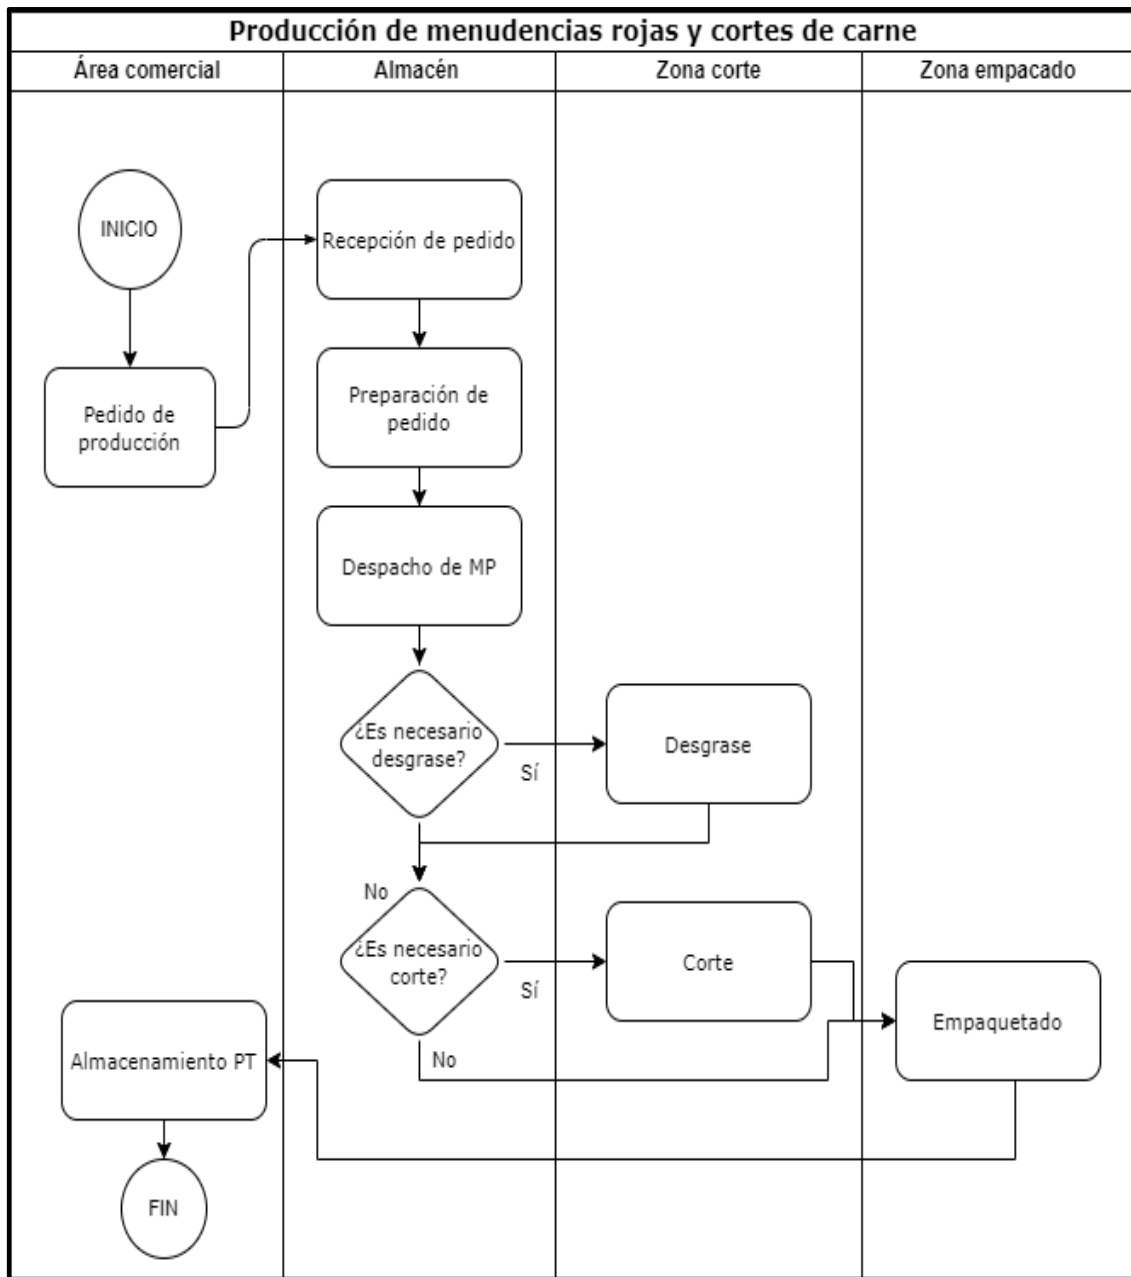 Producción de menudencias rojas y cortes de carne
Área comercial
Almacén
Zona corte
Zona empacado
INICIO
Recepción de pedido
Pedido de
producción
Preparación de
pedido
Despacho de MP
¿Es necesario
desgrase?
Sí
Desgrase
No
¿Es necesario
corte?
Sí
Corte
Empaquetado
No
Almacenamiento PT
FIN